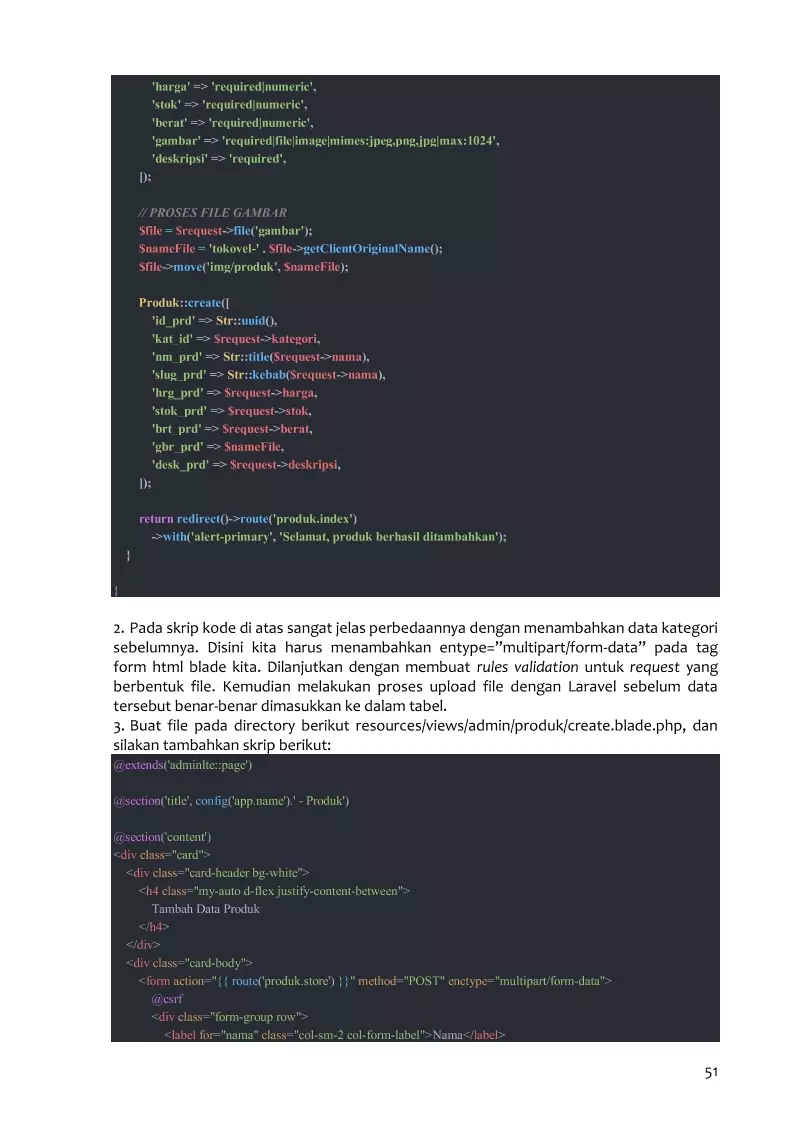 'harga' => 'required|numeric',
'stok' => 'required|numeric',
'berat' => 'required|numeric',
'gambar' => 'required|file|image|mimes:jpeg,png,jpg|max:1024',
'deskripsi' => 'required',
]);
// PROSES FILE GAMBAR
$file = $request->file('gambar');
$nameFile = 'tokovel-' . $file->getClientOriginalName();
$file->move('img/produk', $nameFile);
Produk::create([
'id_prd' => Str::uuid(),
'kat_id' => $request->kategori,
'nm_prd' => Str::title($request->nama),
'slug_prd' => Str::kebab($request->nama),
'hrg_prd' => $request->harga,
'stok_prd' => $request->stok,
'brt_prd' => $request->berat,
'gbr_prd' => $nameFile,
'desk_prd' => $request->deskripsi,
]);
return redirect()->route('produk.index')
->with('alert-primary', 'Selamat, produk berhasil ditambahkan');
}
}
2. Pada skrip kode di atas sangat jelas perbedaannya dengan menambahkan data kategori
sebelumnya. Disini kita harus menambahkan entype=”multipart/form-data” pada tag
form html blade kita. Dilanjutkan dengan membuat rules validation untuk request yang
berbentuk file. Kemudian melakukan proses upload file dengan Laravel sebelum data
tersebut benar-benar dimasukkan ke dalam tabel.
3. Buat file pada directory berikut resources/views/admin/produk/create.blade.php, dan
silakan tambahkan skrip berikut:
@extends('adminlte::page')
@section('title', config('app.name').' - Produk')
@section('content')
<div class="card">
<div class="card-header bg-white">
<h4 class="my-auto d-flex justify-content-between">
Tambah Data Produk
</h4>
</div>
<div class="card-body">
<form action="{{ route('produk.store') }}" method="POST" enctype="multipart/form-data">
@csrf
<div class="form-group row">
<label for="nama" class="col-sm-2 col-form-label">Nama</label>
51